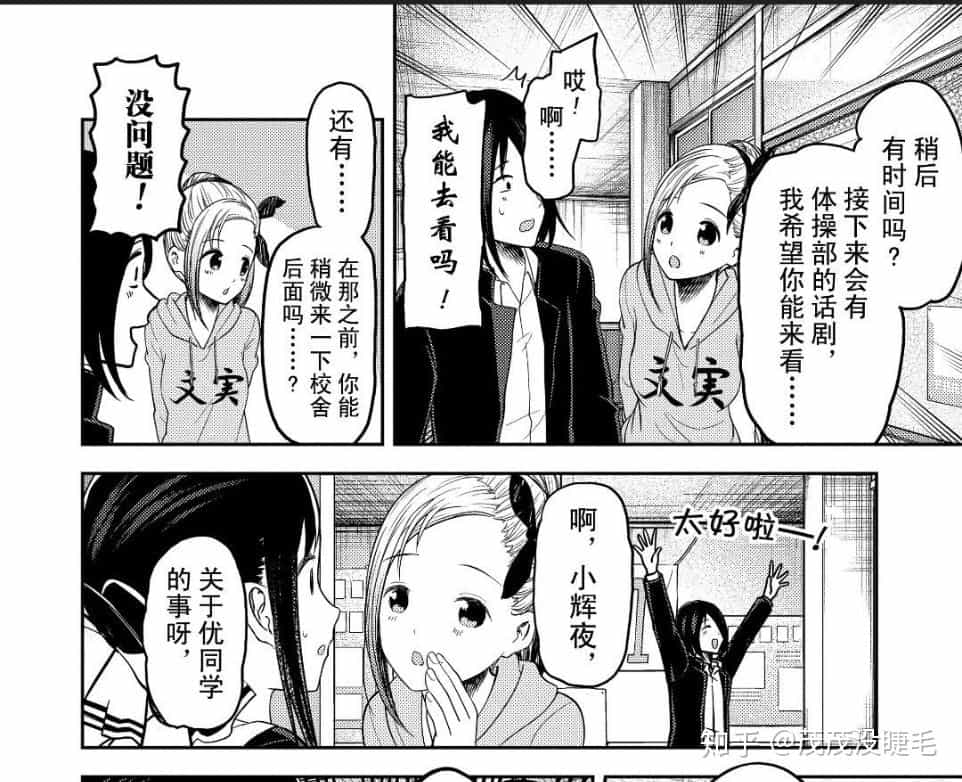 稍后
有时间吗？
接下来会有
体操部的话剧，
我希望你能来看……
哎！
啊……
我能去看吗！
文実
还有……
在那之前，你能
稍微来一下校舍
后面吗……？
没问题！
文実
太好啦—！
啊，小辉夜，
关于优同学
的事呀，
知乎 @茂茂没睫毛